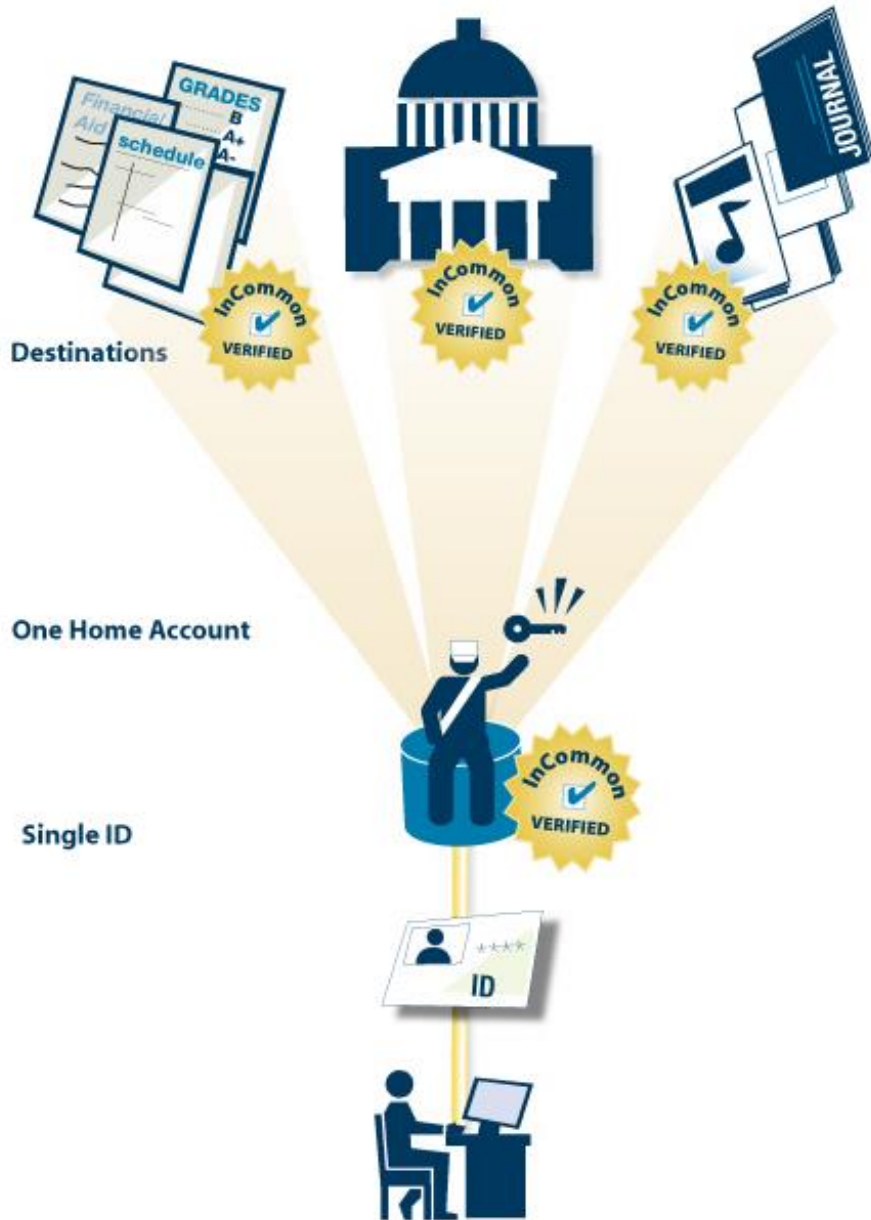 Financial
Aid
GRADES
B
A+
A-
schedule
JOURNAL
InCommon
VERIFIED
InCommon
VERIFIED
InCommon
VERIFIED
Destinations
One Home Account
InCommon
VERIFIED
Single ID
****
ID